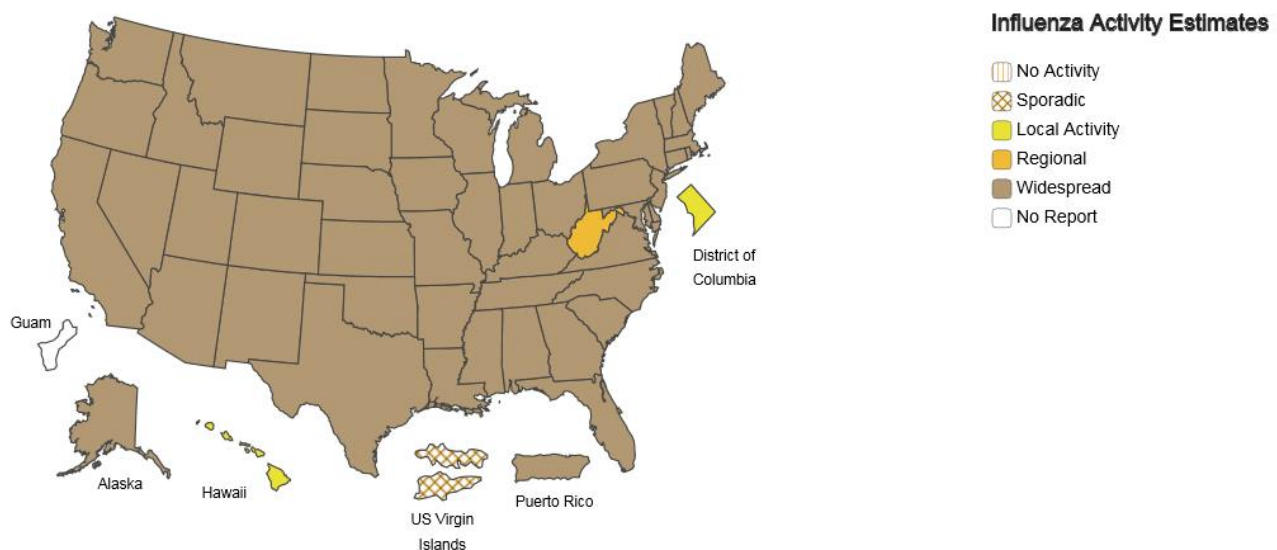 Influenza Activity Estimates
No Activity
Sporadic
Local Activity
Regional
Widespread
No Report
District of
Columbia
Guam
Alaska
Hawaii
US Virgin
Islands
Puerto Rico